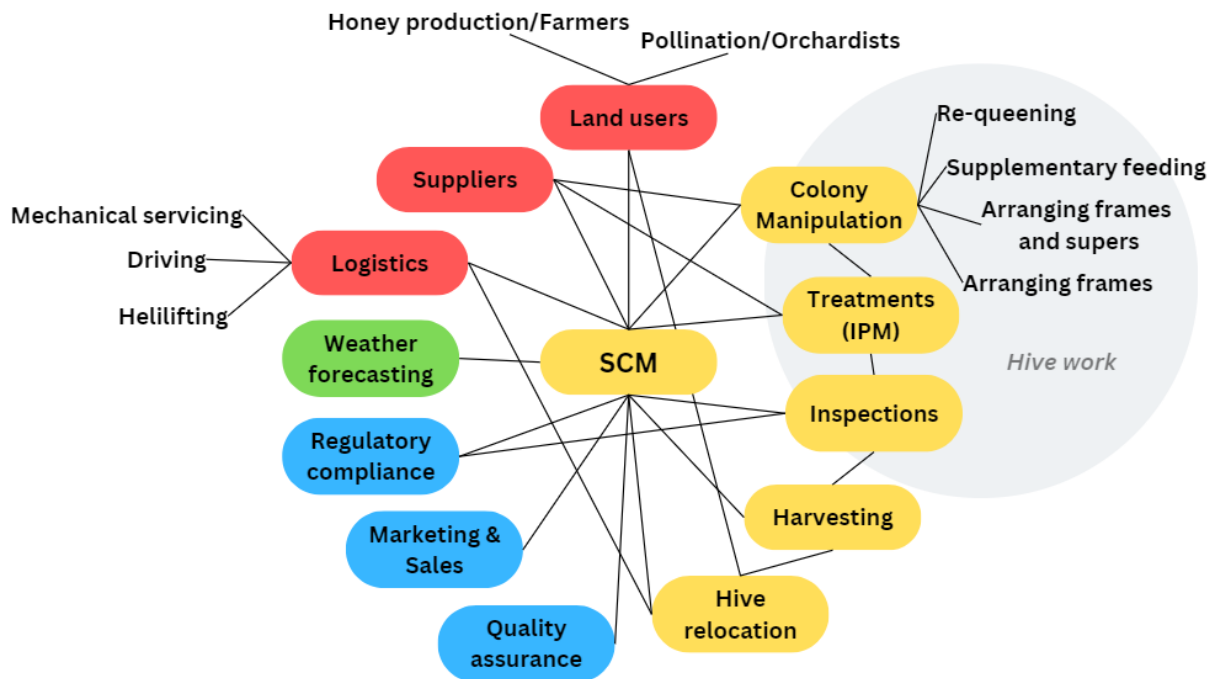 Honey production/Farmers
Pollination/Orchardists
Land users
Re-queening
Suppliers
Colony
Manipulation
Supplementary feeding
Mechanical servicing
Arranging frames
and supers
Driving
Logistics
Arranging frames
Helilifting
Treatments
(IPM)
Weather
forecasting
SCM
Hive work
Inspections
Regulatory
compliance
Harvesting
Marketing &
Sales
Hive
relocation
Quality
assurance